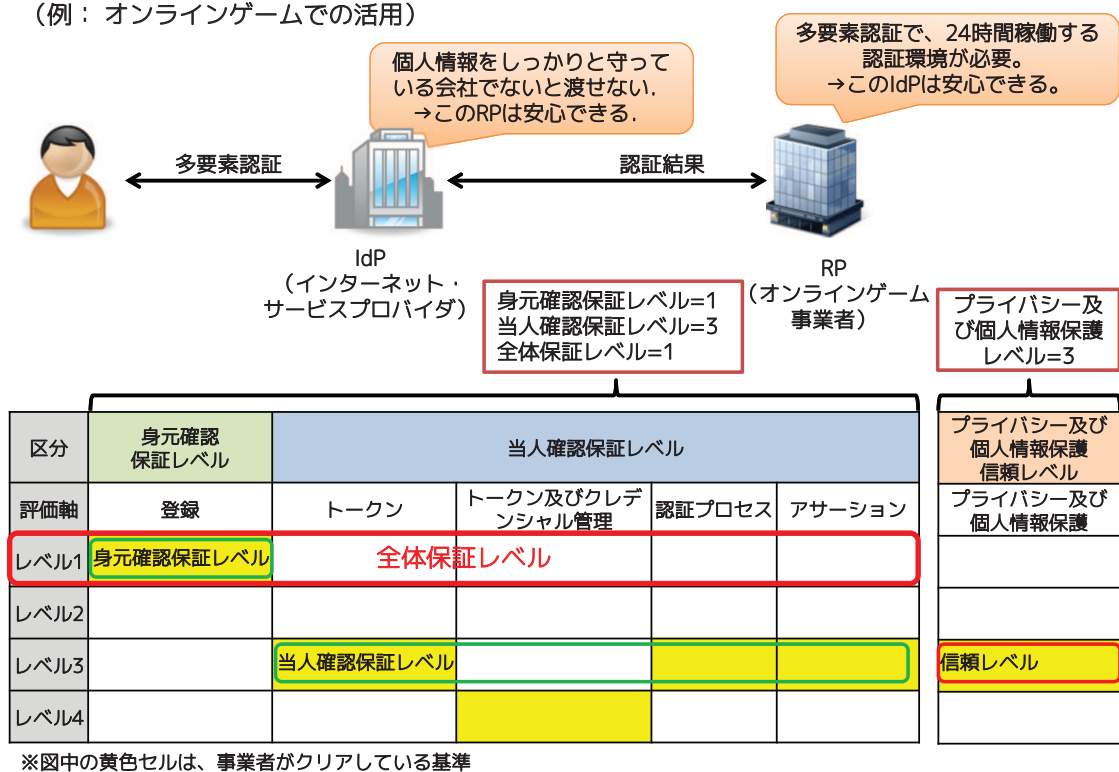 （例： オンラインゲームでの活用）
個人情報をしっかりと守って
いる会社でないと渡せない.
→このRPは安心できる.
多要素認証で、24時間稼働する
認証環境が必要。
→このIdPは安心できる。
多要素認証
認証結果
IdP
（インターネット・
サービスプロバイダ）
RP
（オンラインゲーム
事業者）
身元確認保証レベル=1
当人確認保証レベル=3
全体保証レベル=1
プライバシー及
び個人情報保護
レベル=3
区分
身元確認
保証レベル
当人確認保証レベル
プライバシー及び
個人情報保護
信頼レベル
評価軸
登録
トークン
トークン及びクレデ
ンシャル管理
認証プロセス
アサーション
プライバシー及び
個人情報保護
レベル1
身元確認保証レベル
全体保証レベル
レベル2
レベル3
当人確認保証レベル
信頼レベル
レベル4
※図中の黄色セルは、事業者がクリアしている基準